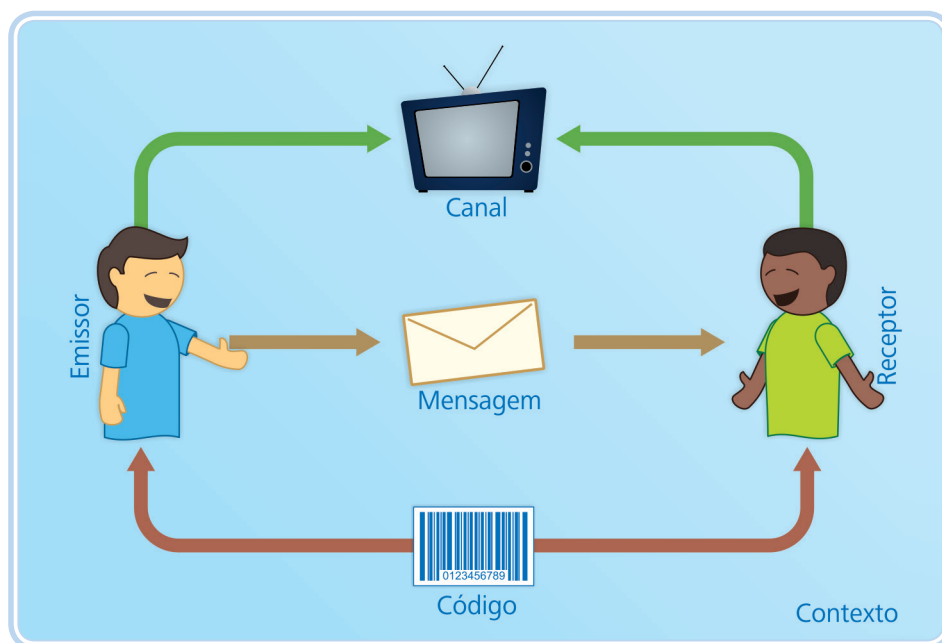 Canal
Emissor
Mensagem
Receptor
0123456789
Código
Contexto